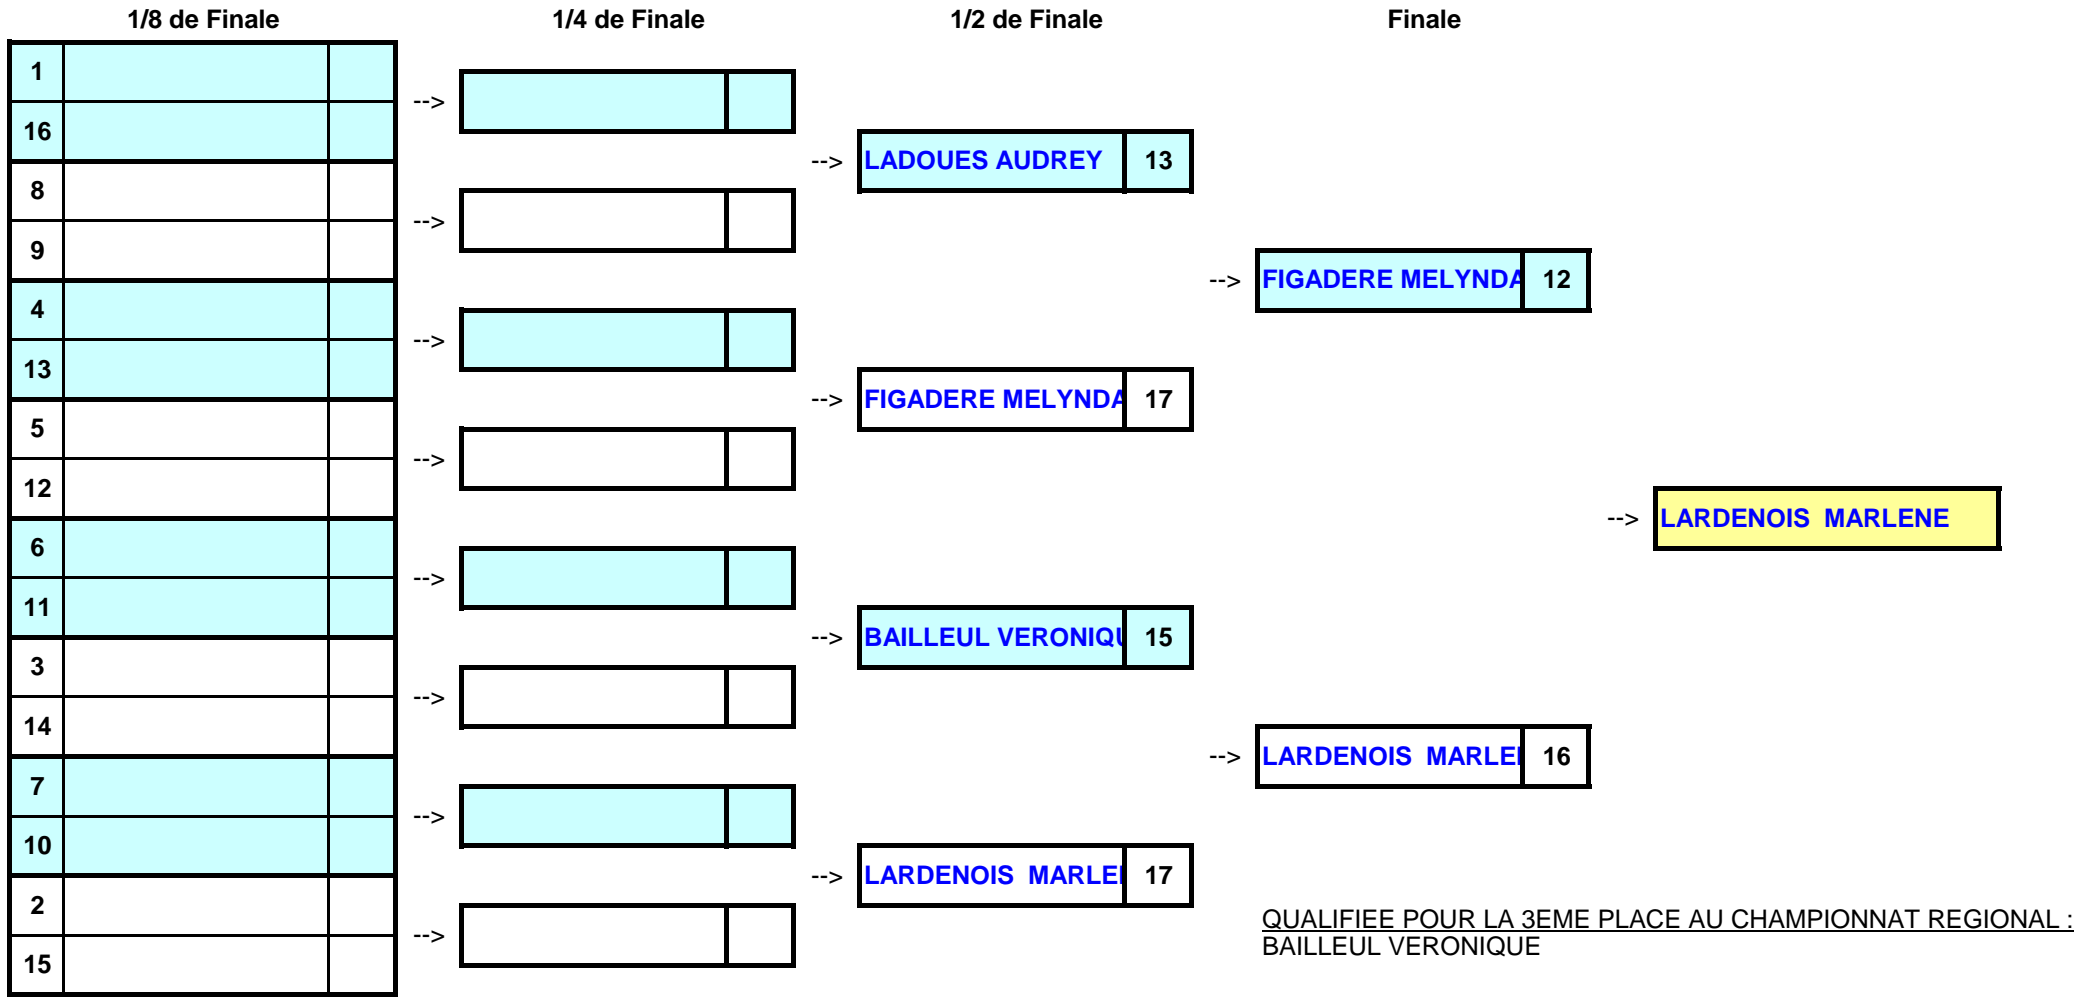 1/8 de Finale 1/4 de Finale 1/2 de Finale Finale
1
-->
16
--> LADOUES AUDREY 13
8
-->
9
--> FIGADERE MELYNDA 12
4
-->
13
--> FIGADERE MELYNDA 17
5
-->
12
--> LARDENOIS MARLENE
6
-->
11
--> BAILLEUL VERONIQU 15
3
-->
14
--> LARDENOIS MARLE 16
7
-->
10
--> LARDENOIS MARLE 17
2
QUALIFIEE POUR LA 3EME PLACE AU CHAMPIONNAT REGIONAL :
-->
BAILLEUL VERONIQUE
15